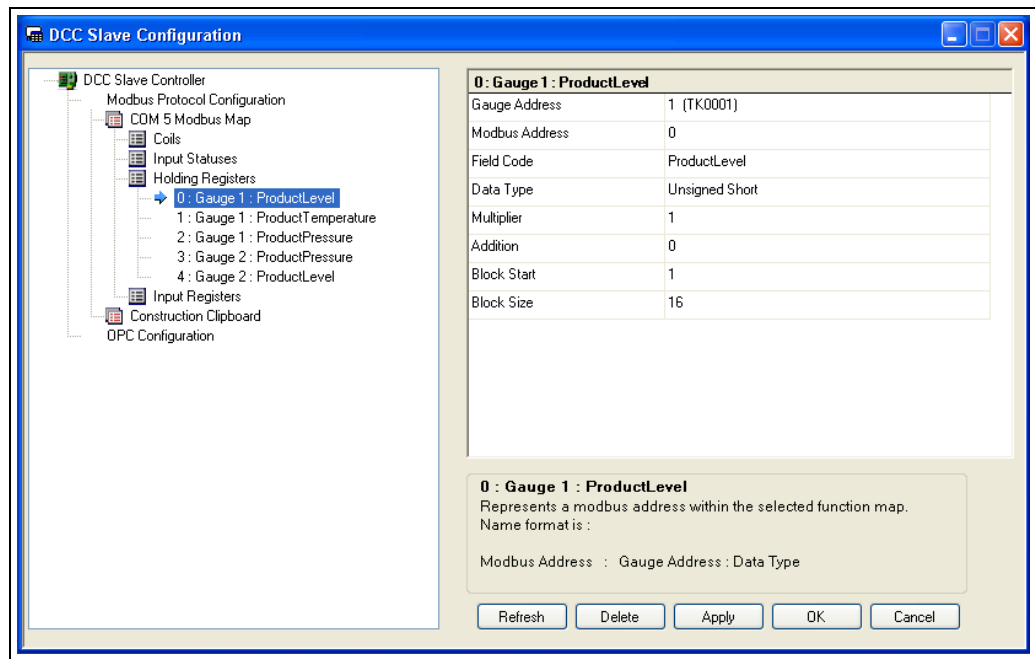 DCC Slave Configuration
DCC Slave Controller
Modbus Protocol Configuration
COM 5 Modbus Map
Coils
Input Statuses
Holding Registers
0 : Gauge 1 : ProductLevel
1 : Gauge 1 : ProductTemperature
2 : Gauge 1 : ProductPressure
3 : Gauge 2 : ProductPressure
4 : Gauge 2 : ProductLevel
Input Registers
Construction Clipboard
OPC Configuration
0 : Gauge 1 : ProductLevel
Gauge Address 1 (TK0001)
Modbus Address 0
Field Code ProductLevel
Data Type Unsigned Short
Multiplier 1
Addition 0
Block Start 1
Block Size 16
0 : Gauge 1 : ProductLevel
Represents a modbus address within the selected function map.
Name format is :
Modbus Address : Gauge Address : Data Type
Refresh Delete Apply OK Cancel